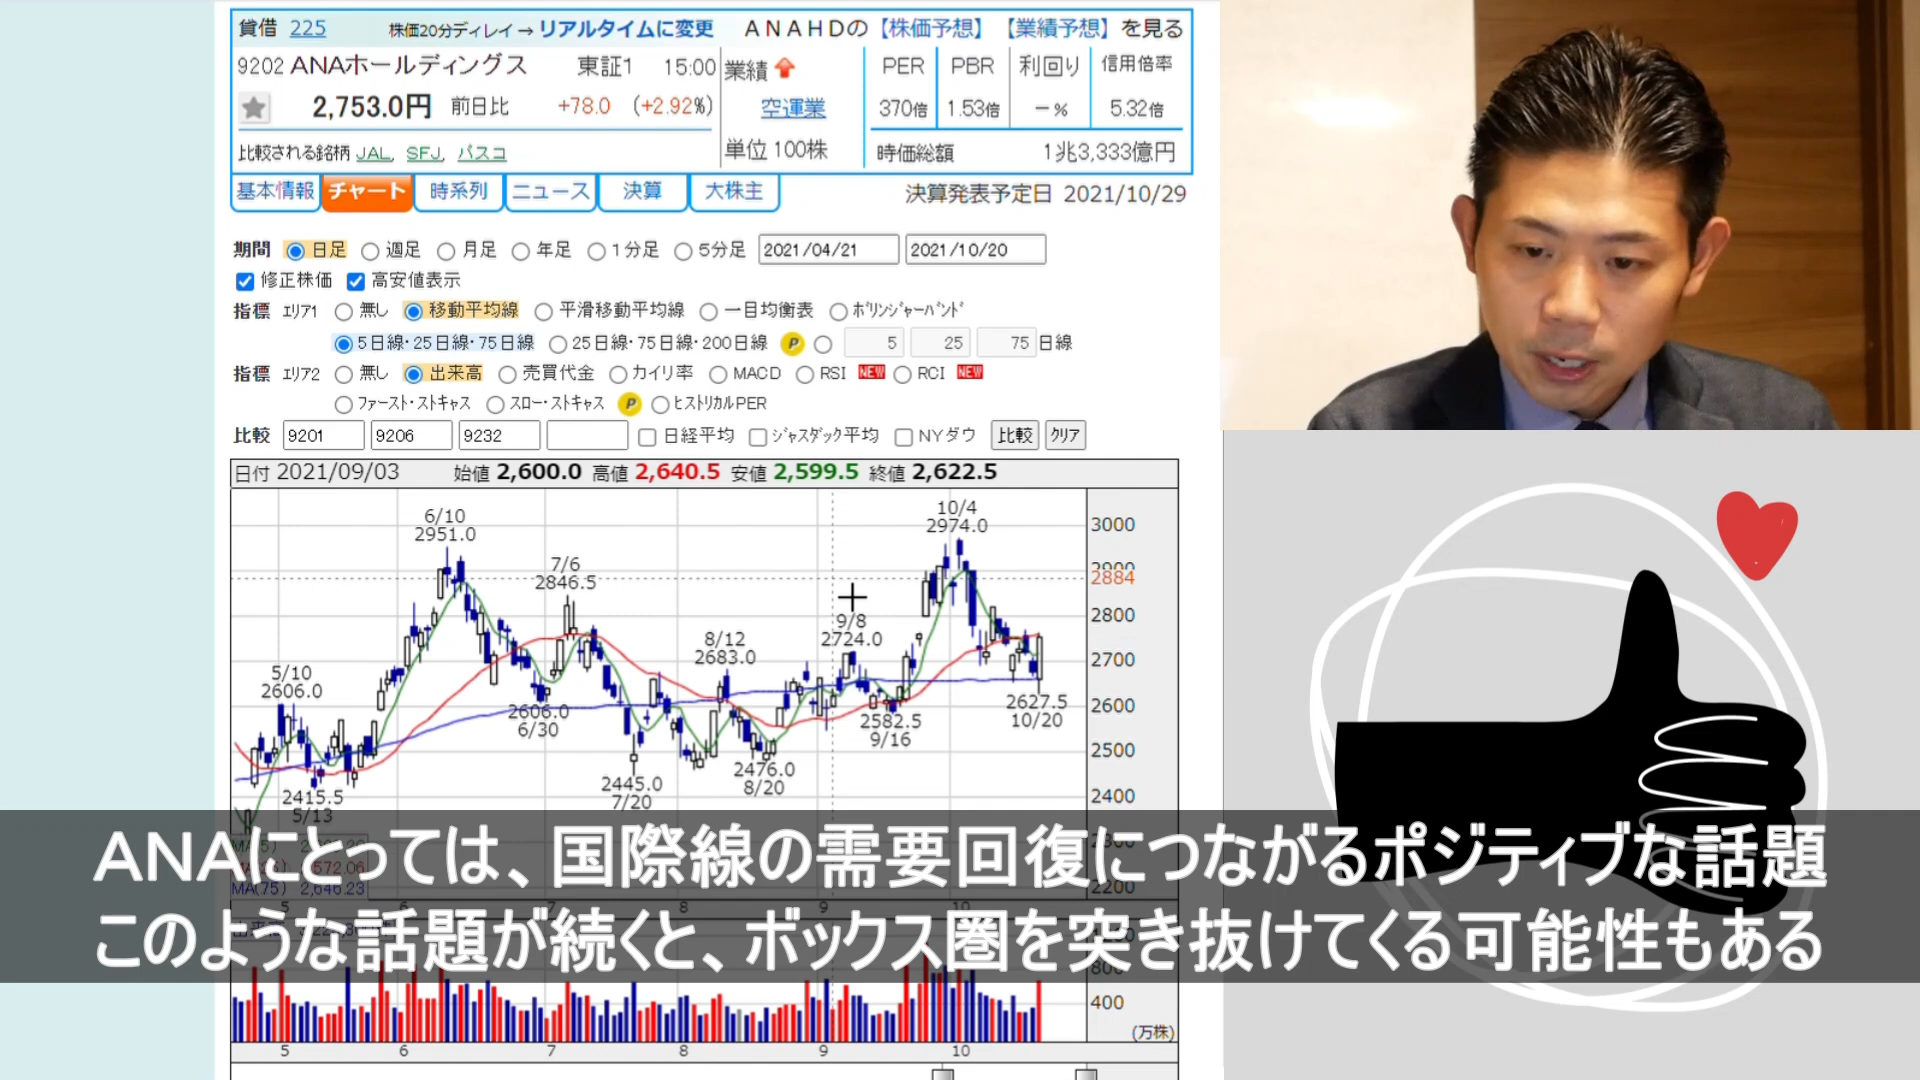 貸借 225 株価20分ディレイ → リアルタイムに変更 ANAHDの【株価予想】【業績予想】を見る
9202 ANAホールディングス 東証1 15:00 業績 PER PBR 利回り 信用倍率
2,753.0円 前日比 +78.0 (+2.92%) 空運業 370倍 1.53倍 －% 5.32倍
比較される銘柄 JAL, SFJ, パスコ 単位 100株 時価総額 1兆3,333億円
基本情報 チャート 時系列 ニュース 決算 大株主 決算発表予定日 2021/10/29
期間 日足 週足 月足 年足 1分足 5分足 2021/04/21 2021/10/20
修正株価 高安値表示
指標 エリア1 無し 移動平均線 平滑移動平均線 一目均衡表 ボリンジャーバンド
5日線・25日線・75日線 25日線・75日線・200日線 P 5 25 75 日線
指標 エリア2 無し 出来高 売買代金 カイリ率 MACD RSI NEW RCI NEW
ファースト・ストキャス スロー・ストキャス P ヒストリカルPER
比較 9201 9206 9232 日経平均 ジャスダック平均 NYダウ 比較 クリア
日付 2021/09/03 始値 2,600.0 高値 2,640.5 安値 2,599.5 終値 2,622.5
10/4
2974.0
6/10
2951.0
7/6
2846.5
9/8
2724.0
8/12
2683.0
5/10
2606.0
2606.0
6/30
2582.5
9/16
2627.5
10/20
2445.0
7/20
2476.0
8/20
2415.5
5/13
3000
2900
2884
2800
2700
2600
2500
2400
2300
2200
MA(75) 2,646.23
ANAにとっては、国際線の需要回復につながるポジティブな話題
このような話題が続くと、ボックス圏を突き抜けてくる可能性もある
800
400
(万株)
5 6 7 8 9 10